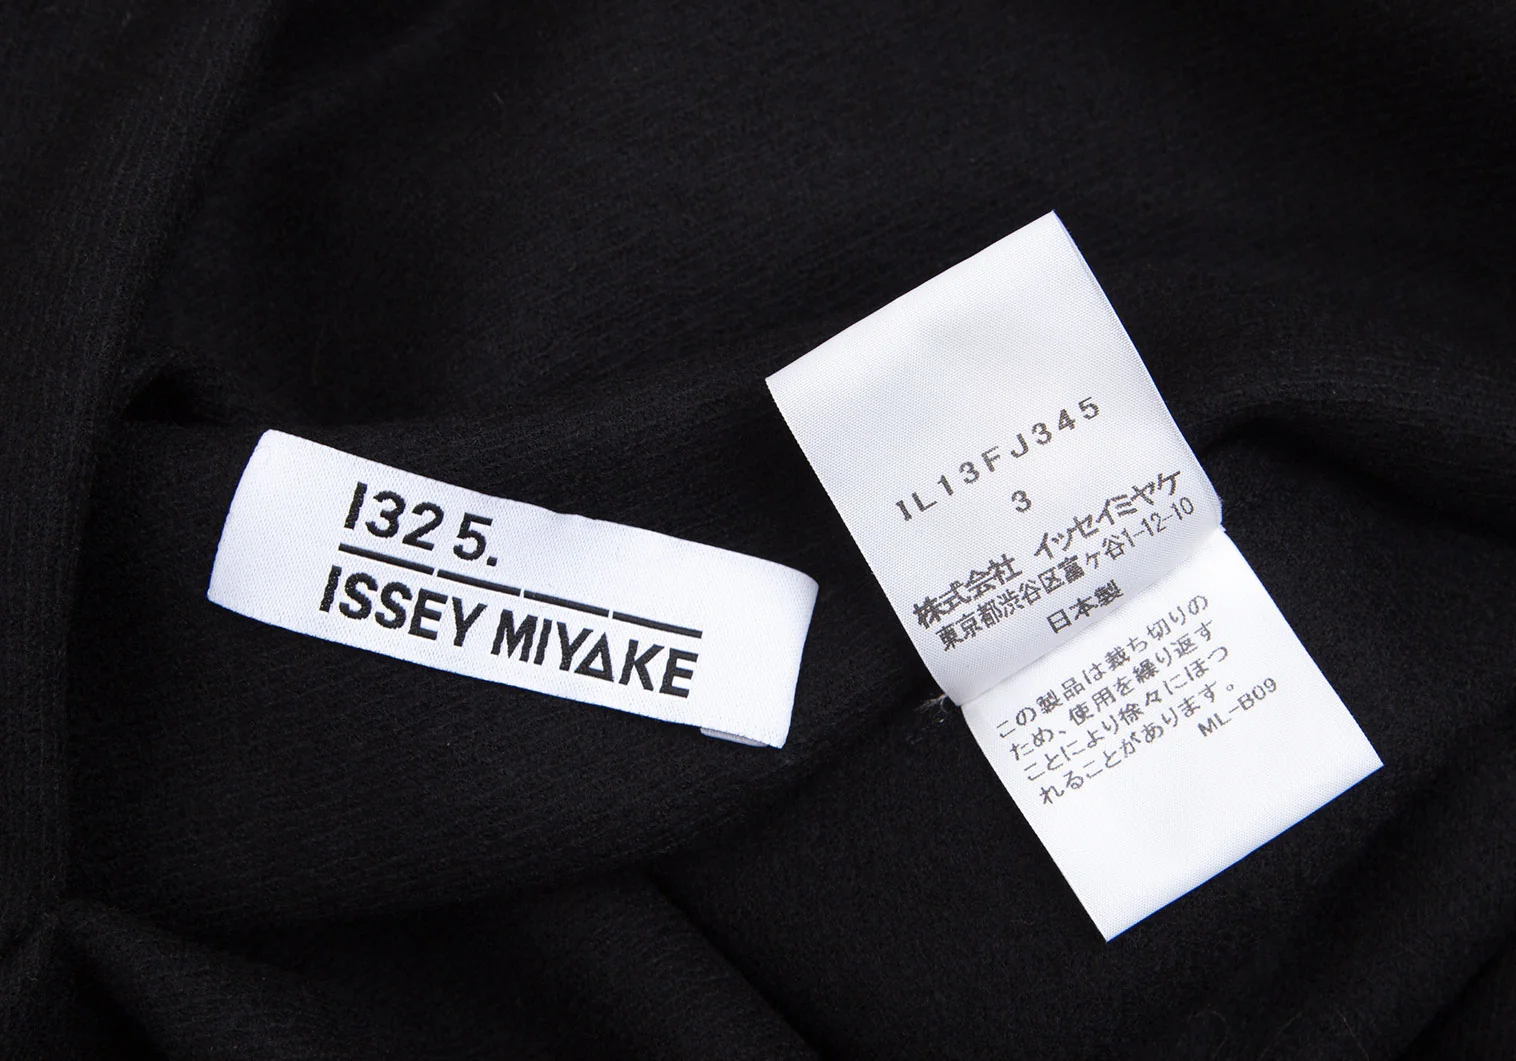 132 5.
ISSEY MIYAKE
IL13FJ345
3
株式会社 イッセイミヤケ
東京都渋谷区富ヶ谷1-12-10
日本製
この製品は裁ち切りの
ため、使用を繰り返す
ことにより徐々にほつ
れることがあります。
ML-B09